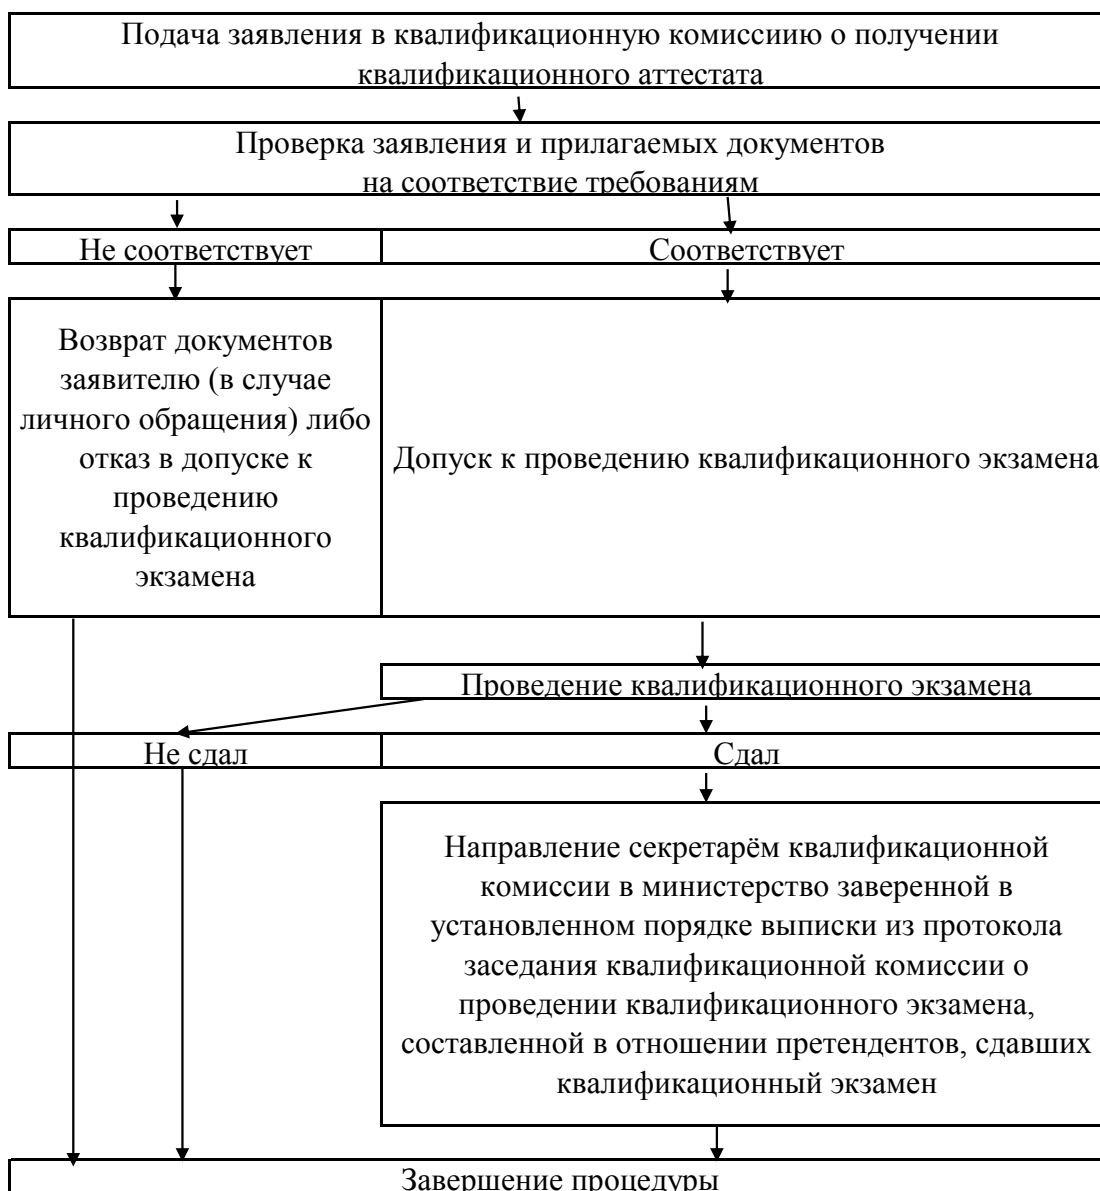 Подача заявления в квалификационную комиссиию о получении
квалификационного аттестата
Проверка заявления и прилагаемых документов
на соответствие требованиям
Не соответствует
Соответствует
Возврат документов
заявителю (в случае
личного обращения) либо
отказ в допуске к
проведению
квалификационного
экзамена
Допуск к проведению квалификационного экзамена
Проведение квалификационного экзамена
Не сдал
Сдал
Направление секретарём квалификационной
комиссии в министерство заверенной в
установленном порядке выписки из протокола
заседания квалификационной комиссии о
проведении квалификационного экзамена,
составленной в отношении претендентов, сдавших
квалификационный экзамен
Завершение процедуры